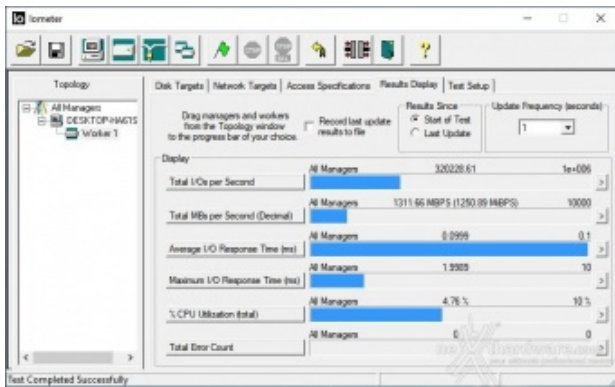 Iometer
Topology
All Managers
DESKTOP-HA6TS
Worker 1
Disk Targets | Network Targets | Access Specifications | Results Display | Test Setup
Drag managers and workers
from the Topology window
to the progress bar of your choice.
Record last update
results to file
Results Since
Start of Test
Last Update
Update Frequency (seconds)
1
Display
All Managers 320228.61 1e+006
Total I/Os per Second
All Managers 1311.66 MBPS (1250.89 MiBPS) 10000
Total MBs per Second (Decimal)
All Managers 0.0999 0.1
Average I/O Response Time (ms)
All Managers 1.9989 10
Maximum I/O Response Time (ms)
All Managers 4.76 % 10 %
% CPU Utilisation (total)
All Managers 0 0
Total Error Count
Test Completed Successfully